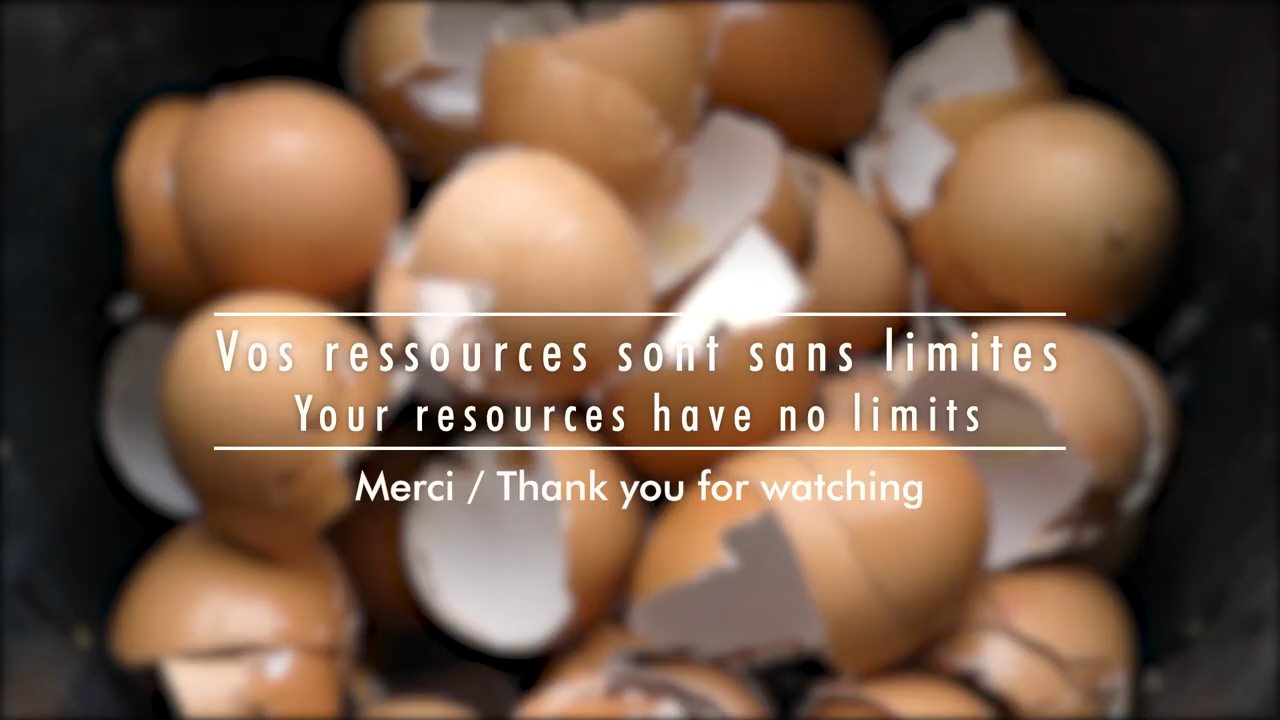 Vos ressources sont sans limites
Your resources have no limits
Merci / Thank you for watching